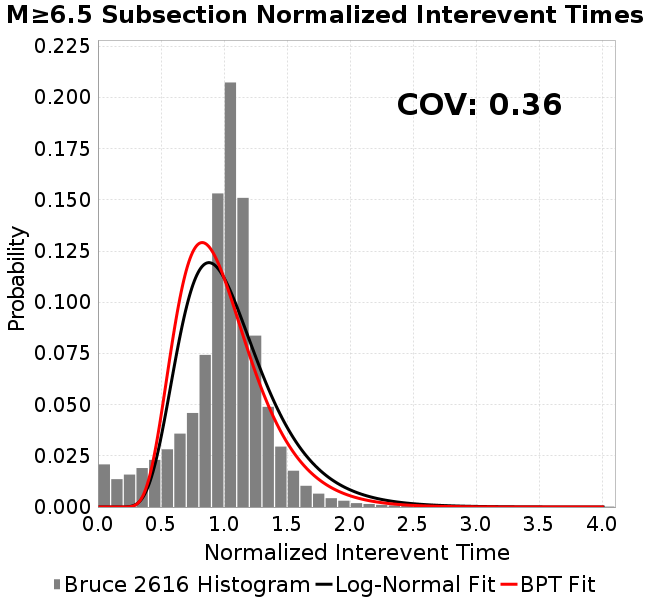 M≥6.5 Subsection Normalized Interevent Times
COV: 0.36
Probability
0.225
0.200
0.175
0.150
0.125
0.100
0.075
0.050
0.025
0.000
0.0 0.5 1.0 1.5 2.0 2.5 3.0 3.5 4.0
Normalized Interevent Time
Bruce 2616 Histogram Log-Normal Fit BPT Fit